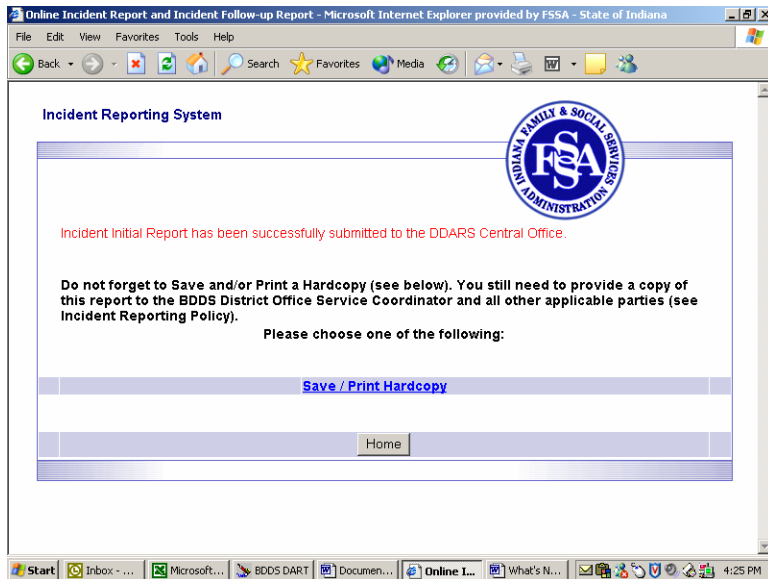 Online Incident Report and Incident Follow-up Report - Microsoft Internet Explorer provided by FSSA - State of Indiana
File Edit View Favorites Tools Help
Back Search Favorites Media
Incident Reporting System
INDIANA FAMILY & SOCIAL SERVICES ADMINISTRATION
FSSA
Incident Initial Report has been successfully submitted to the DDARS Central Office.
Do not forget to Save and/or Print a Hardcopy (see below). You still need to provide a copy of
this report to the BDDS District Office Service Coordinator and all other applicable parties (see
Incident Reporting Policy).
Please choose one of the following:
Save / Print Hardcopy
Home
Start Inbox - ... Microsoft... BDDS DART Documen... Online I... What's N... 4:25 PM